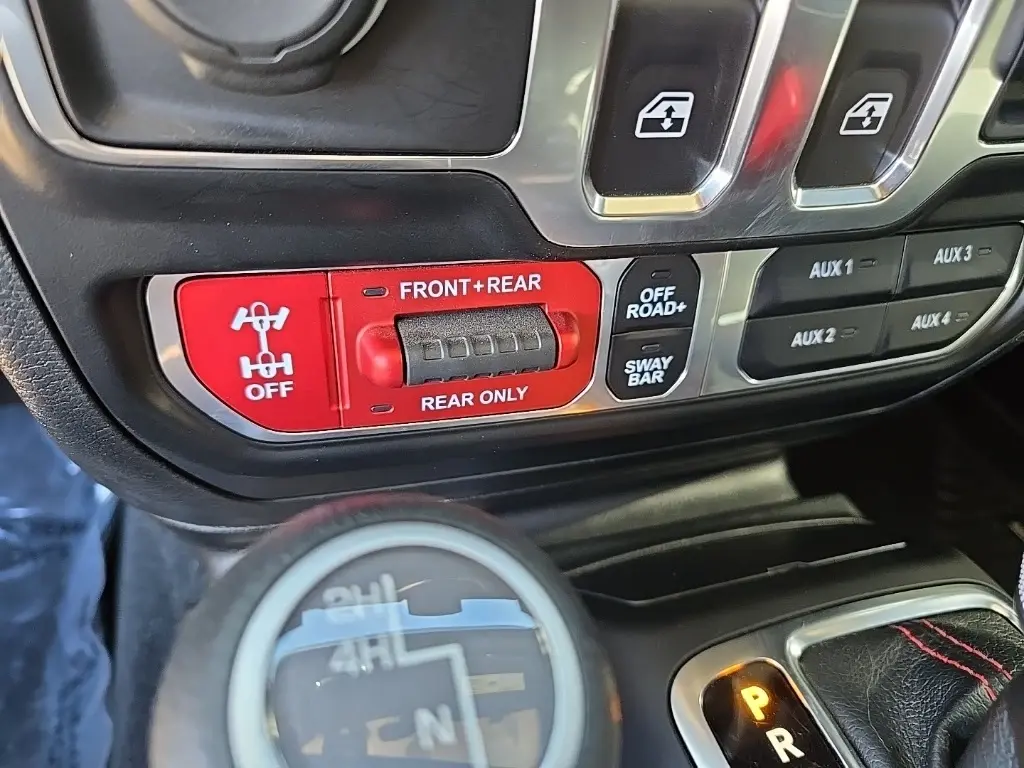 FRONT+REAR
OFF
REAR ONLY
OFF
ROAD+
SWAY
BAR
AUX 1
AUX 3
AUX 2
AUX 4
2H
4H
N
P
R